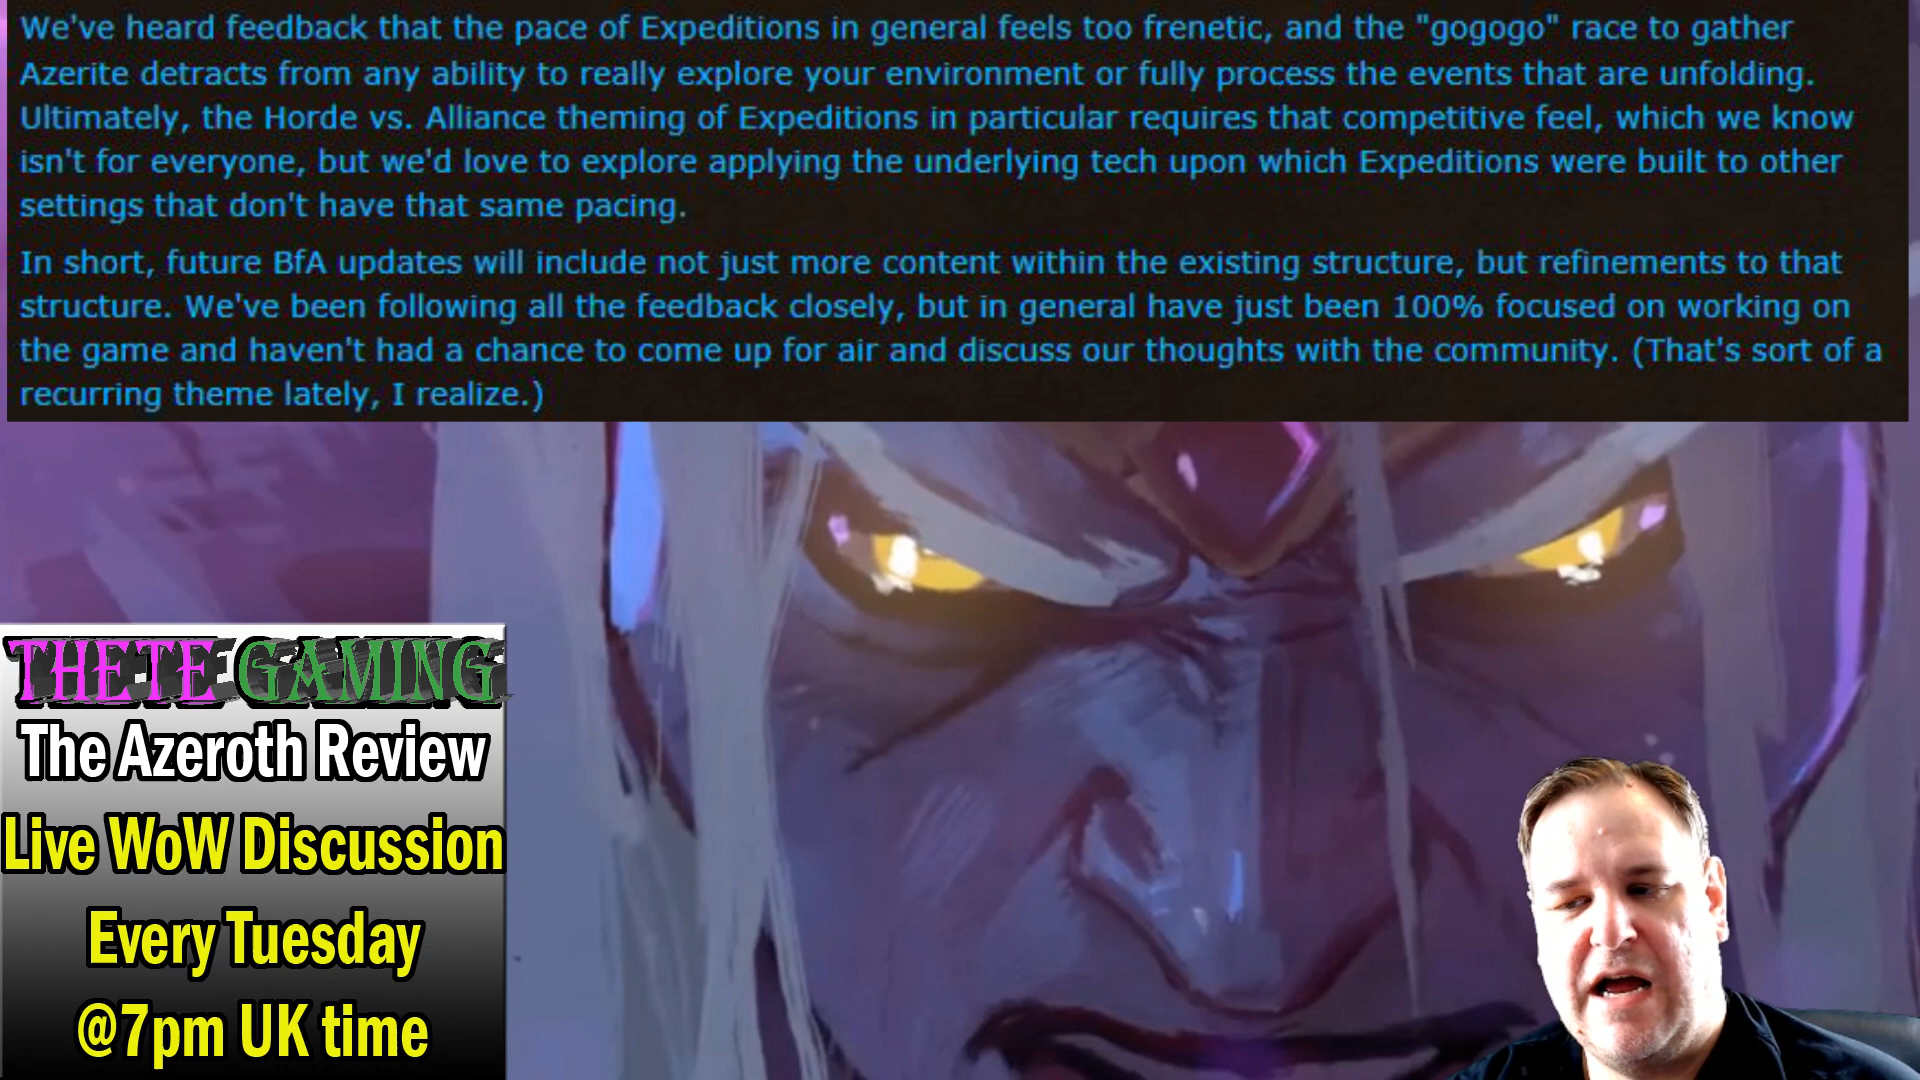 We've heard feedback that the pace of Expeditions in general feels too frenetic, and the "gogogo" race to gather
Azerite detracts from any ability to really explore your environment or fully process the events that are unfolding.
Ultimately, the Horde vs. Alliance theming of Expeditions in particular requires that competitive feel, which we know
isn't for everyone, but we'd love to explore applying the underlying tech upon which Expeditions were built to other
settings that don't have that same pacing.
In short, future BfA updates will include not just more content within the existing structure, but refinements to that
structure. We've been following all the feedback closely, but in general have just been 100% focused on working on
the game and haven't had a chance to come up for air and discuss our thoughts with the community. (That's sort of a
recurring theme lately, I realize.)
THETE GAMING
The Azeroth Review
Live WoW Discussion
Every Tuesday
@7pm UK time